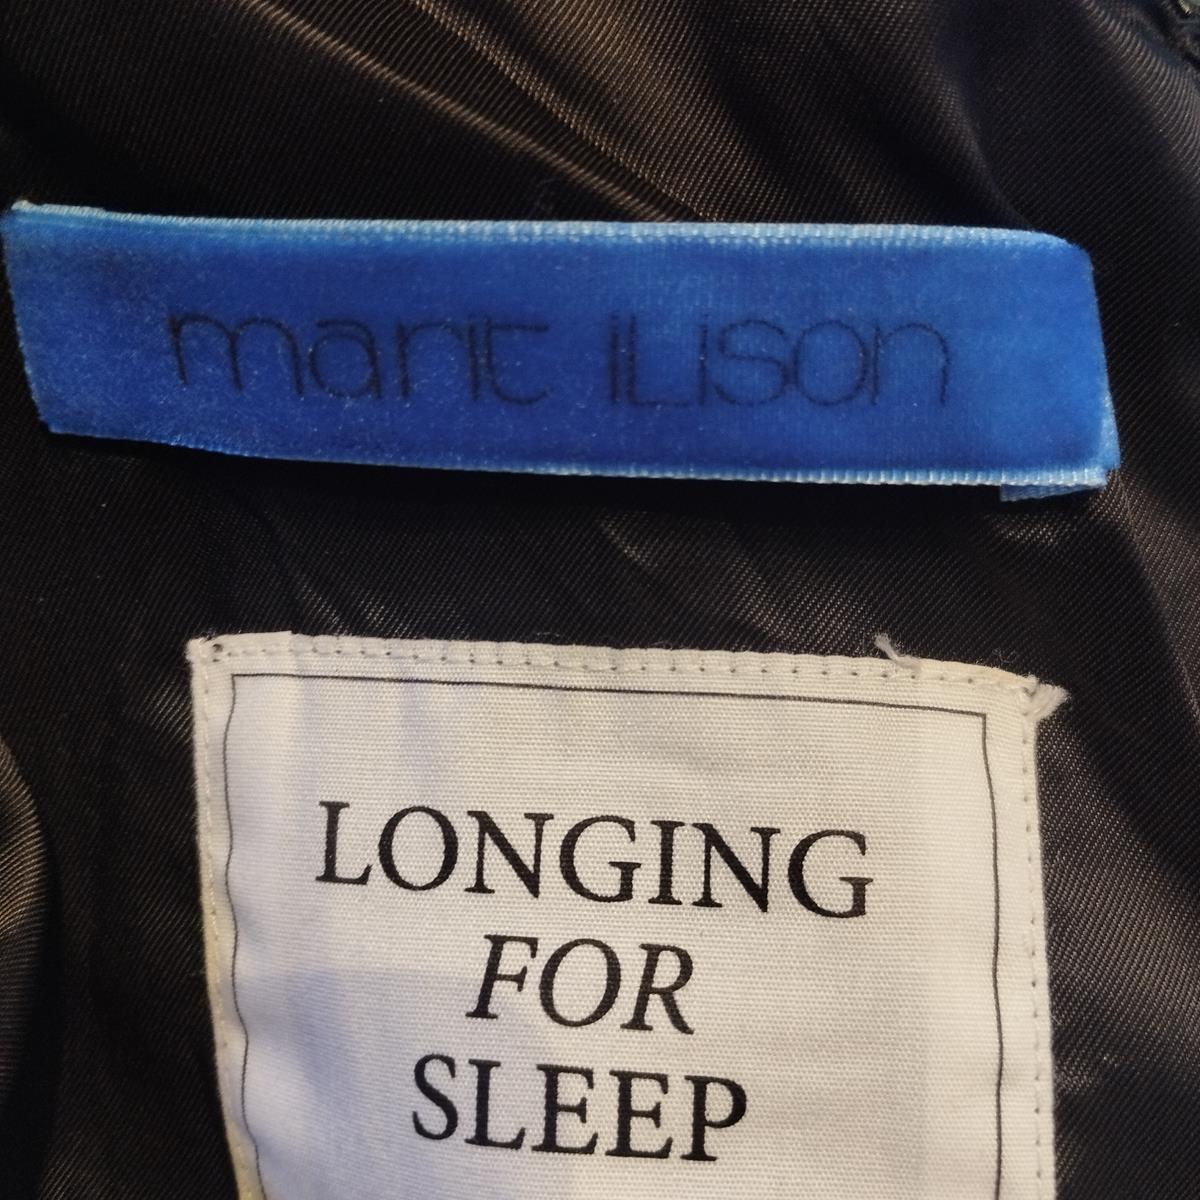 marit iLison
LONGING
FOR
SLEEP